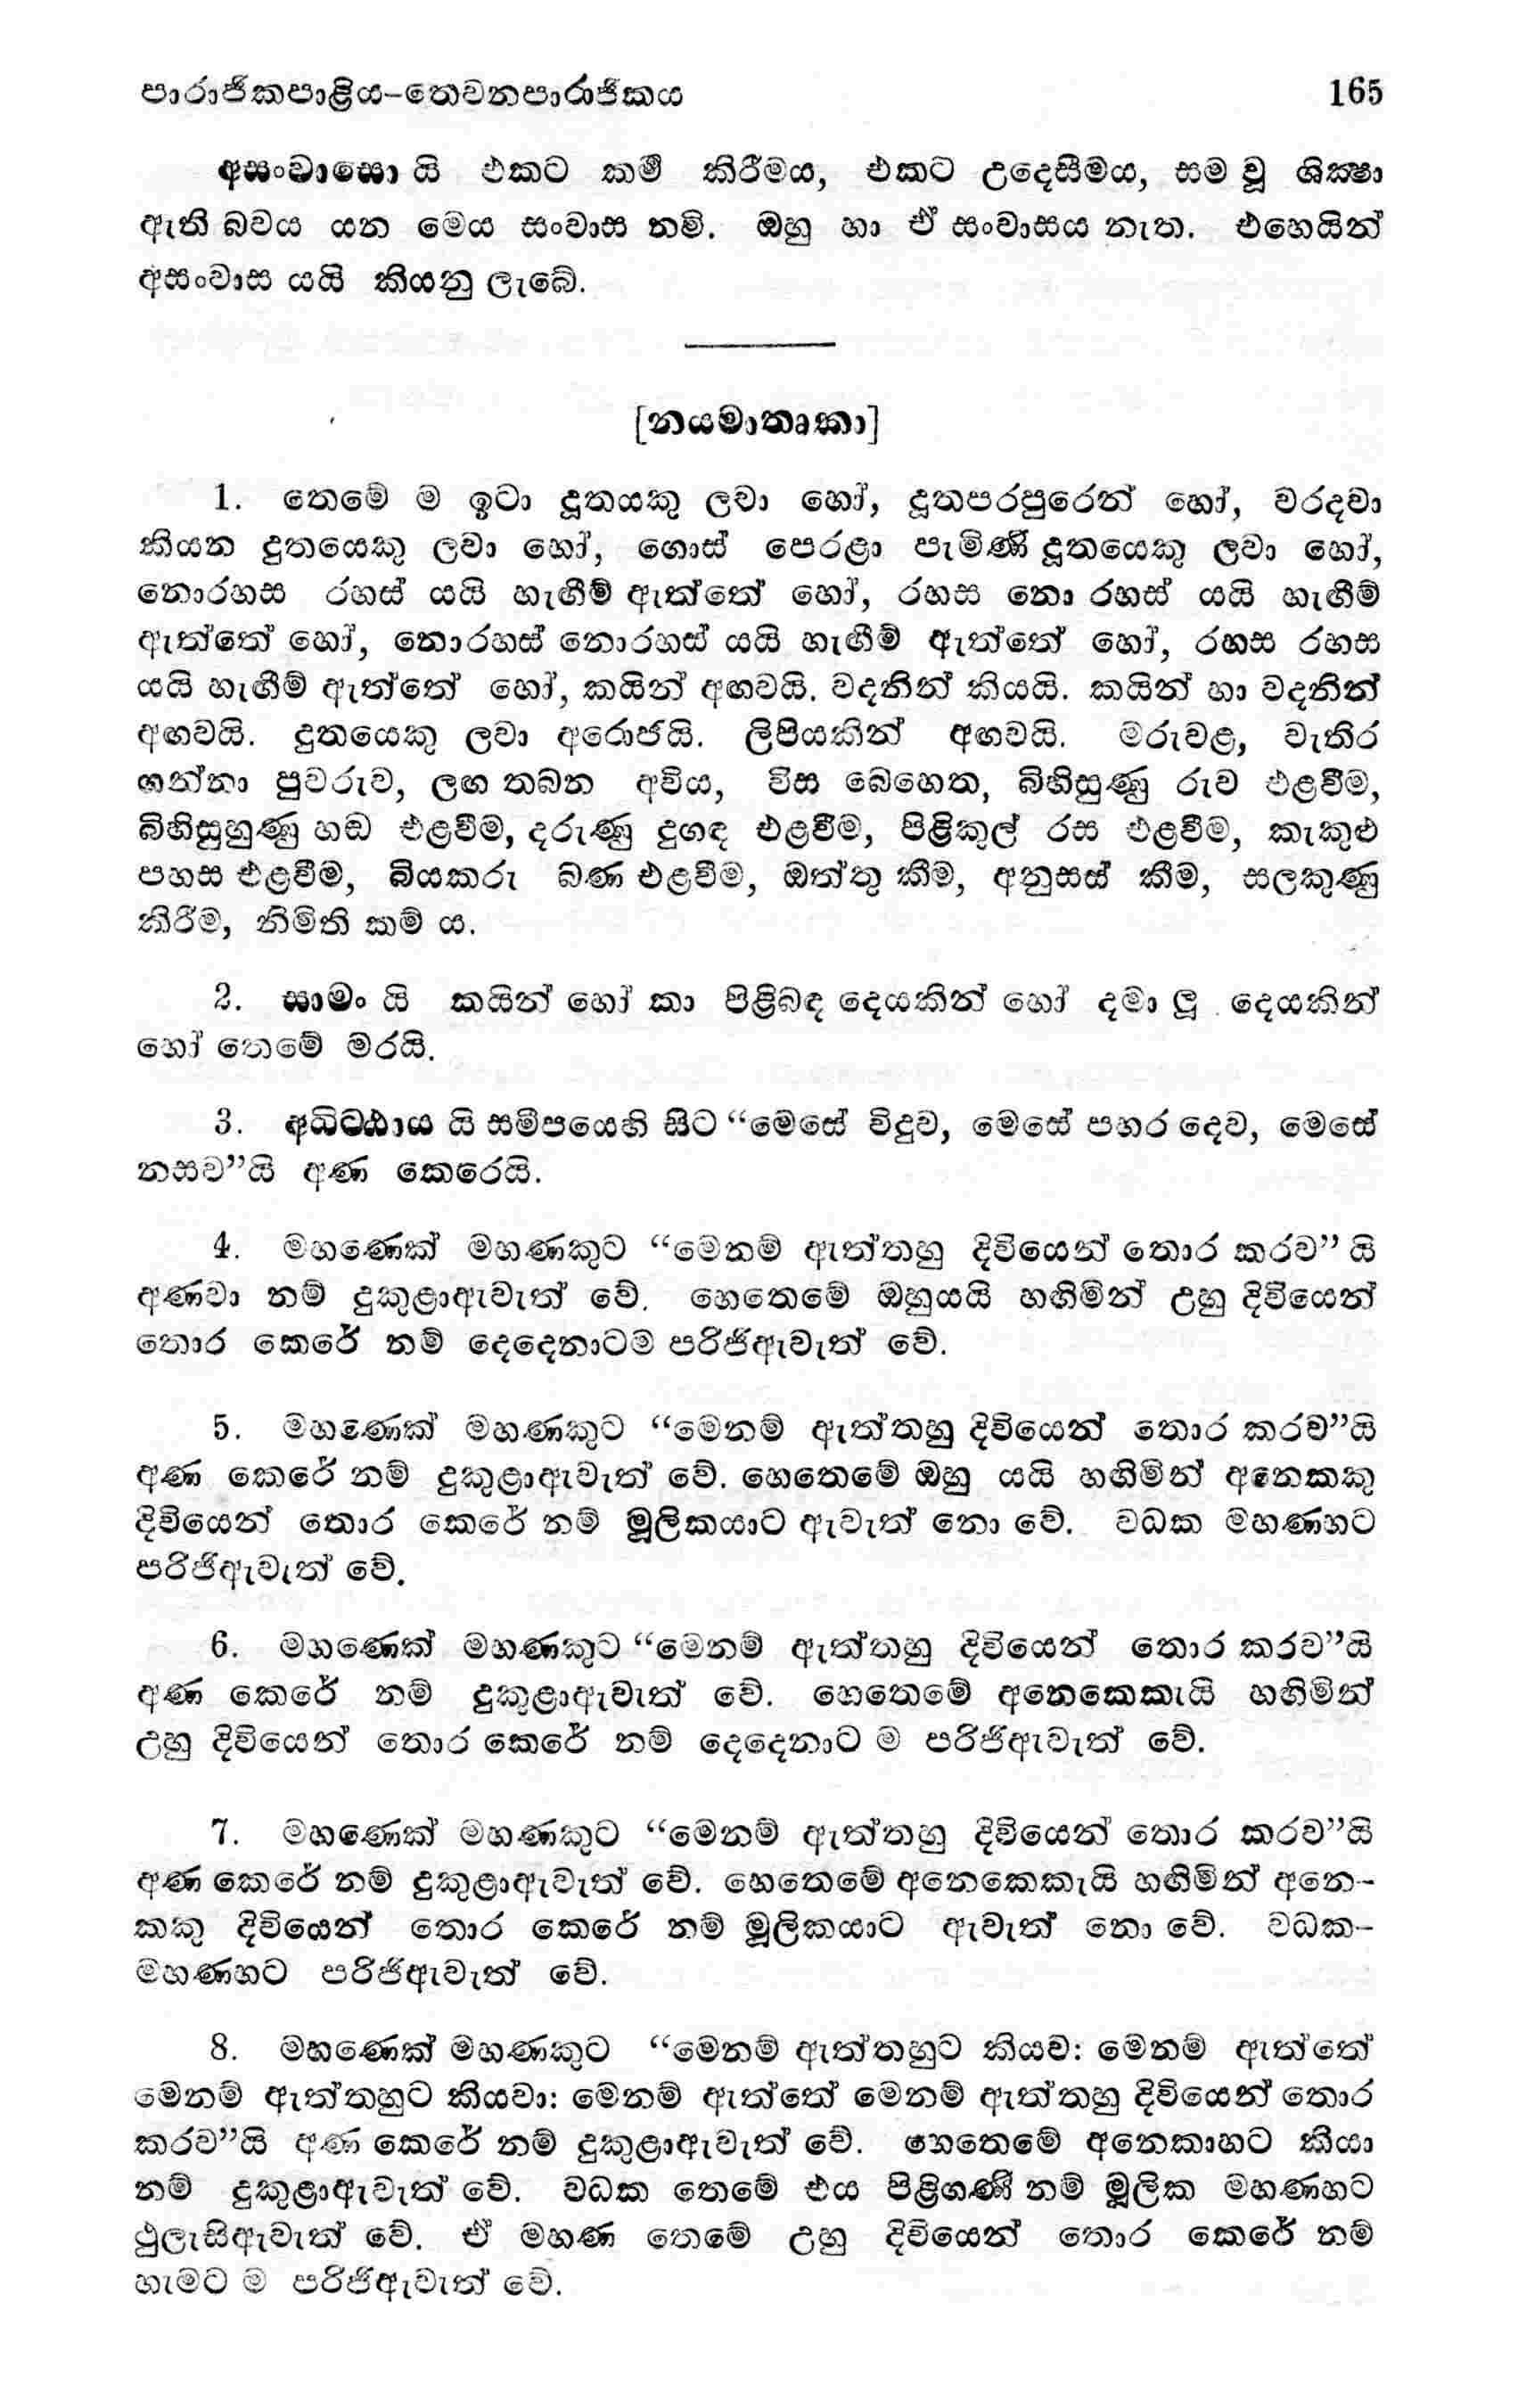 පාරාජිකපාළිය-තෙවනපාරාජිකය 165
අසංවාසො යි එකට කම් කිරීමය, එකට උදෙසීමය, සම වූ ශික්‍ෂා
ඇති බවය යන මෙය සංවාස නමි. ඔහු හා ඒ සංවාසය නැත. එහෙයින්
අසංවාස යයි කියනු ලැබේ.
[නයමාතෘකා]
1. තෙමේ ම ඉටා දූතයකු ලවා හෝ, දූතපරපුරෙන් හෝ, වරදවා
කියන දුතයෙකු ලවා හෝ, ගොස් පෙරළා පැමිණි දූතයෙකු ලවා හෝ,
නොරහස රහස් යයි හැඟීම් ඇත්තේ හෝ, රහස නො රහස් යයි හැඟීම්
ඇත්තේ හෝ, නොරහස් නොරහස් යයි හැඟීම් ඇත්තේ හෝ, රහස රහස
යයි හැඟීම් ඇත්තේ හෝ, කයින් අඟවයි. වදනින් කියයි. කයින් හා වදනින්
අඟවයි. දුතයෙකු ලවා අරොජයි. ලිපියකින් අඟවයි. මරුවළ, වැතිර
ගන්නා පුවරුව, ලඟ තබන අවිය, විස බෙහෙත, බිහිසුණු රුව එළවීම,
බිහිසුහුණු හඬ එළවීම, දරුණු දුගඳ එළවීම, පිළිකුල් රස එළවීම, කැකුළු
පහස එළවීම, බියකරු බණ එළවීම, ඔත්තු කීම, අනුසස් කීම, සලකුණු
කිරීම, නිමිති කම් ය.
2. සාමං යි කයින් හෝ කා පිළිබඳ දෙයකින් හෝ දමා ලූ දෙයකින්
හෝ තෙමේ මරයි.
3. අධිට්ඨාය යි සමීපයෙහි සිට “මෙසේ විදුව, මෙසේ පහර දෙව, මෙසේ
නසව”යි අණ කෙරෙයි.
4. මහණෙක් මහණකුට “මෙනම් ඇත්තහු දිවියෙන් තොර කරව” යි
අණවා නම් දුකුළාඇවැත් වේ. හෙතෙමේ ඔහුයයි හඟිමින් උහු දිවියෙන්
තොර කෙරේ නම් දෙදෙනාටම පරිජිඇවැත් වේ.
5. මහණෙක් මහණකුට “මෙනම් ඇත්තහු දිවියෙන් තොර කරව”යි
අණ කෙරේ නම් දුකුළාඇවැත් වේ. හෙතෙමේ ඔහු යයි හඟිමින් අනෙකකු
දිවියෙන් තොර කෙරේ නම් මූලිකයාට ඇවැත් නො වේ. වධක මහණහට
පරිජිඇවැත් වේ.
6. මහණෙක් මහණකුට “මෙනම් ඇත්තහු දිවියෙන් තොර කරව”යි
අණ කෙරේ නම් දුකුළාඇවැත් වේ. හෙතෙමේ අනෙකෙකැයි හඟිමින්
උහු දිවියෙන් තොර කෙරේ නම් දෙදෙනාට ම පරිජිඇවැත් වේ.
7. මහණෙක් මහණකුට “මෙනම් ඇත්තහු දිවියෙන් තොර කරව”යි
අණ කෙරේ නම් දුකුළාඇවැත් වේ. හෙතෙමේ අනෙකෙකැයි හඟිමින් අනෙ-
කකු දිවියෙන් තොර කෙරේ නම් මූලිකයාට ඇවැත් නො වේ. වධක-
මහණහට පරිජිඇවැත් වේ.
8. මහණෙක් මහණකුට “මෙනම් ඇත්තහුට කියව: මෙනම් ඇත්තේ
මෙනම් ඇත්තහුට කියවා: මෙනම් ඇත්තේ මෙනම් ඇත්තහු දිවියෙන් තොර
කරව”යි අණ කෙරේ නම් දුකුළාඇවැත් වේ. හෙතෙමේ අනෙකාහට කියා
නම් දුකුළාඇවැත් වේ. වධක තෙමේ එය පිළිගණී නම් මූලික මහණහට
ථුලැසිඇවැත් වේ. ඒ මහණ තෙමේ උහු දිවියෙන් තොර කෙරේ නම්
හැමට ම පරිජිඇවැත් වේ.